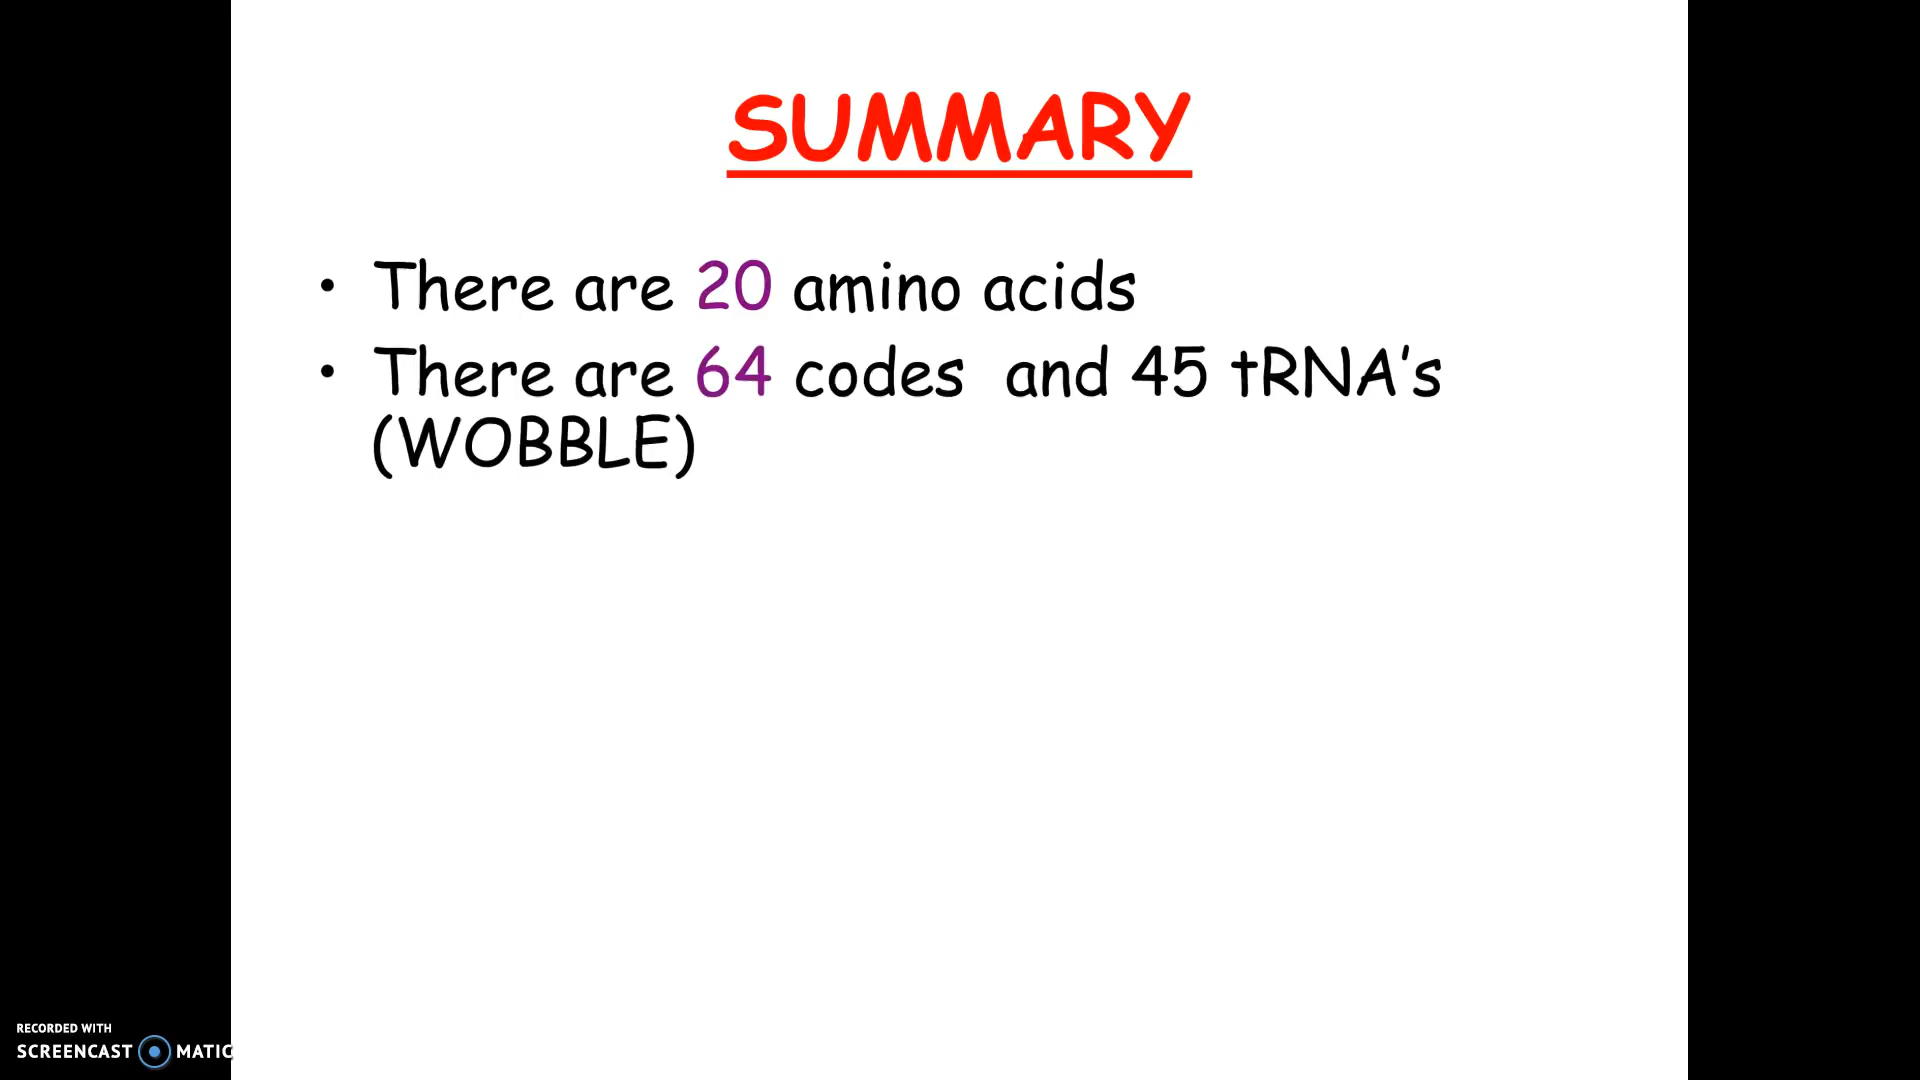 SUMMARY
• There are 20 amino acids
• There are 64 codes and 45 tRNA's
(WOBBLE)
RECORDED WITH
SCREENCAST MATIC